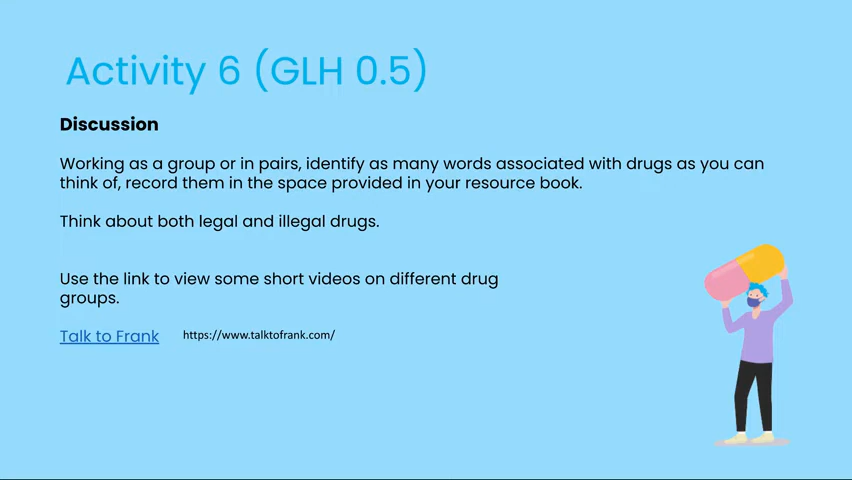 Activity 6 (GLH 0.5)
Discussion
Working as a group or in pairs, identify as many words associated with drugs as you can
think of, record them in the space provided in your resource book.
Think about both legal and illegal drugs.
Use the link to view some short videos on different drug
groups.
Talk to Frank https://www.talktofrank.com/